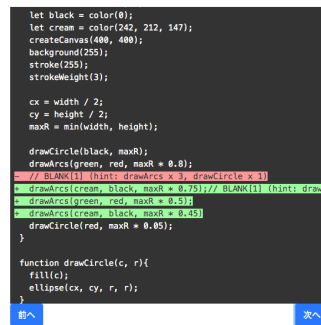 let black = color(0);
let cream = color(242, 212, 147);
createCanvas(400, 400);
background(255);
stroke(255);
strokeWeight(3);
cx = width / 2;
cy = height / 2;
maxR = min(width, height);
drawCircle(black, maxR);
drawArcs(green, red, maxR * 0.8);
- // BLANK[1] (hint: drawArcs x 3, drawCircle x 1)
+ drawArcs(cream, black, maxR * 0.75);// BLANK[1] (hint: draw
+ drawArcs(green, red, maxR * 0.5);
+ drawArcs(cream, black, maxR * 0.45)
drawCircle(red, maxR * 0.05);
}
function drawCircle(c, r){
fill(c);
ellipse(cx, cy, r, r);
}
前へ
次へ